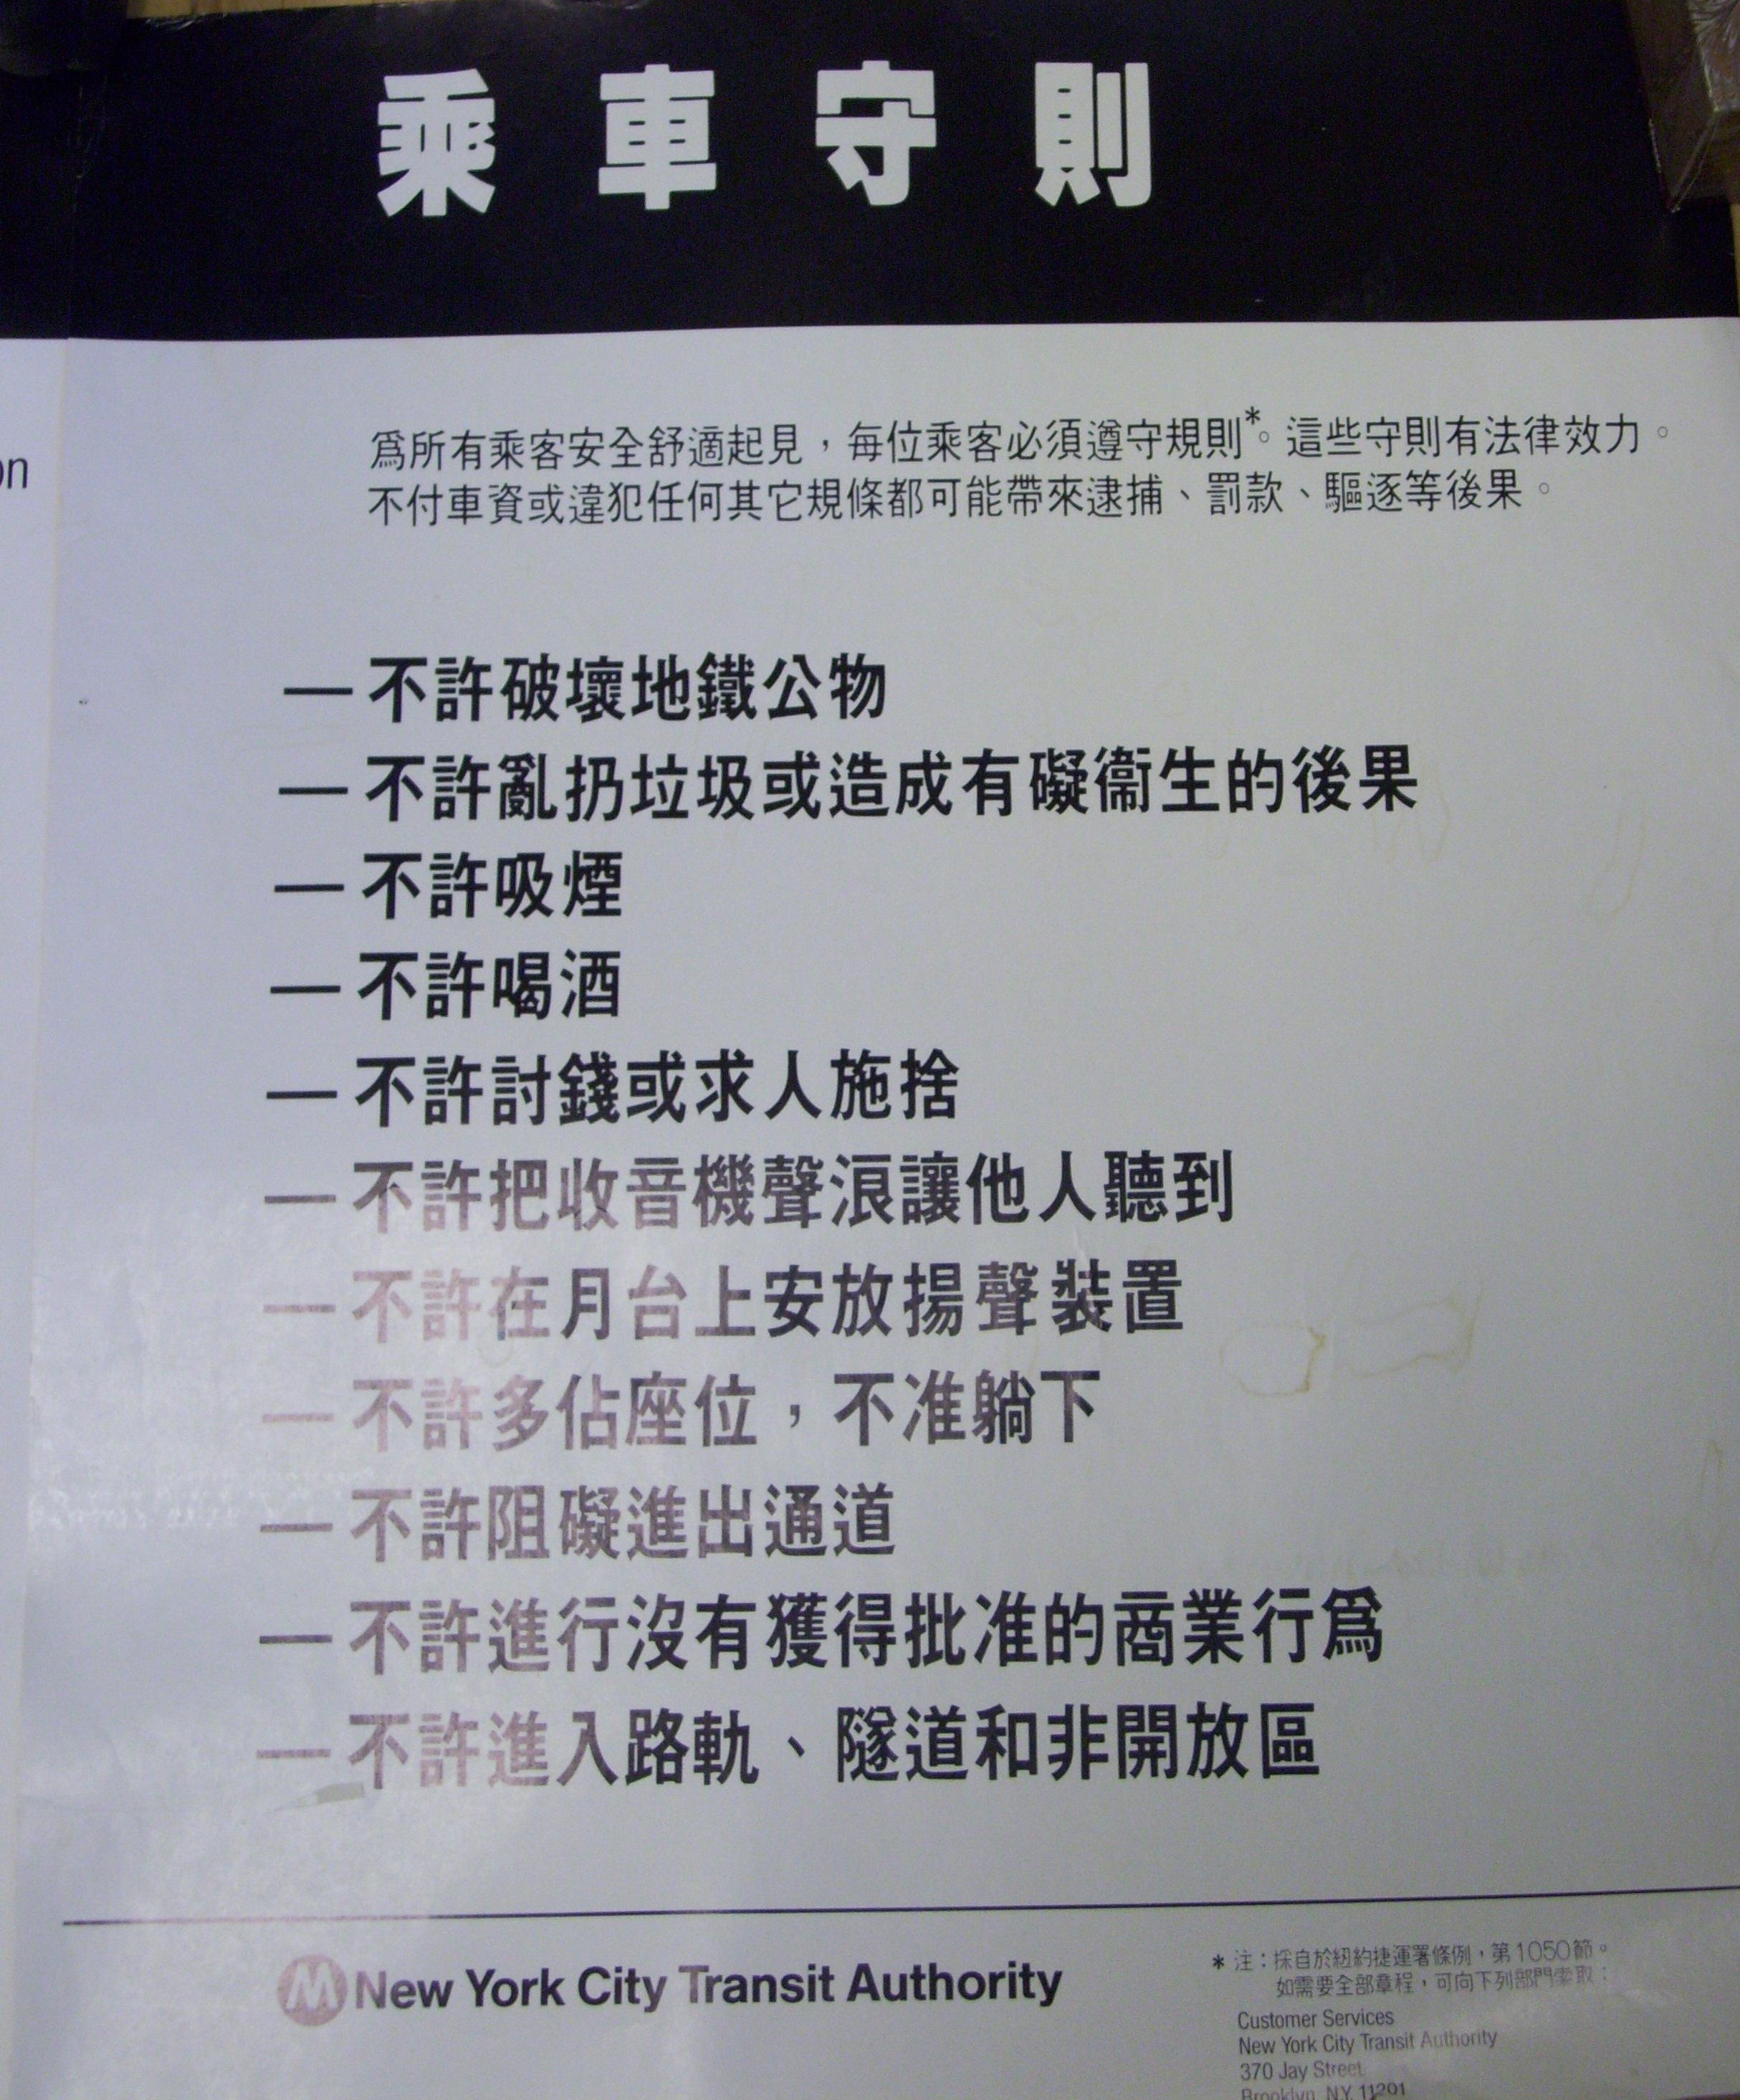 乘車守則
on
爲所有乘客安全舒適起見，每位乘客必須遵守規則*。這些守則有法律效力。
不付車資或違犯任何其它規條都可能帶來逮捕、罰款、驅逐等後果。
—不許破壞地鐵公物
—不許亂扔垃圾或造成有礙衞生的後果
—不許吸煙
—不許喝酒
—不許討錢或求人施捨
—不許把收音機聲浪讓他人聽到
—不許在月台上安放揚聲裝置
—不許多佔座位，不准躺下
—不許阻礙進出通道
—不許進行沒有獲得批准的商業行爲
—不許進入路軌、隧道和非開放區
M New York City Transit Authority
* 注：採自於紐約捷運署條例，第1050節。
如需要全部章程，可向下列部門索取：
Customer Services
New York City Transit Authority
370 Jay Street
Brooklyn, N.Y. 11201